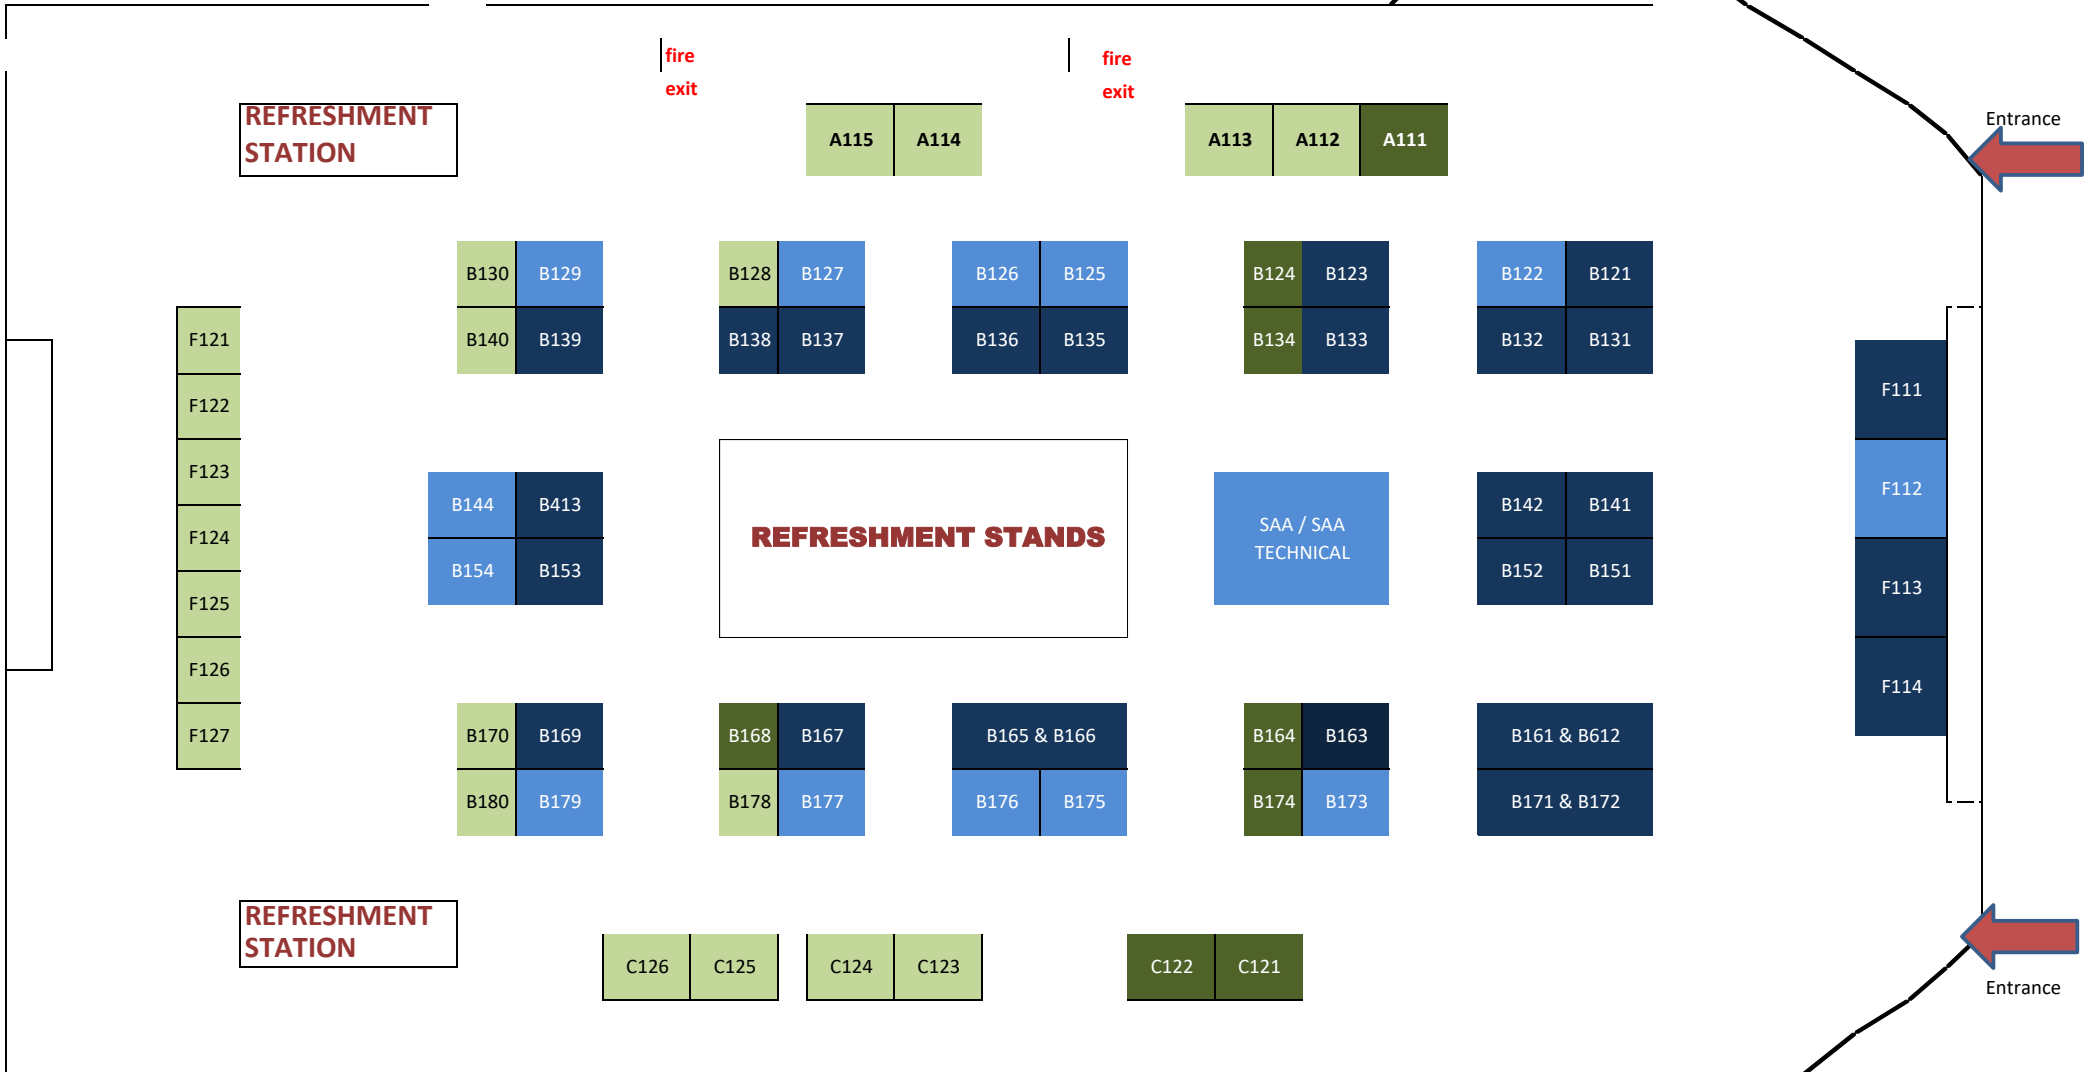 fire
exit
fire
exit
REFRESHMENT
STATION
A115
A114
A113
A112
A111
Entrance
B130
B129
B128
B127
B126
B125
B124
B123
B122
B121
B140
B139
B138
B137
B136
B135
B134
B133
B132
B131
F121
F122
F123
F124
F125
F126
F127
F111
F112
F113
F114
B144
B413
B154
B153
REFRESHMENT STANDS
SAA / SAA
TECHNICAL
B142
B141
B152
B151
B170
B169
B168
B167
B165 & B166
B164
B163
B161 & B612
B180
B179
B178
B177
B176
B175
B174
B173
B171 & B172
REFRESHMENT
STATION
C126
C125
C124
C123
C122
C121
Entrance